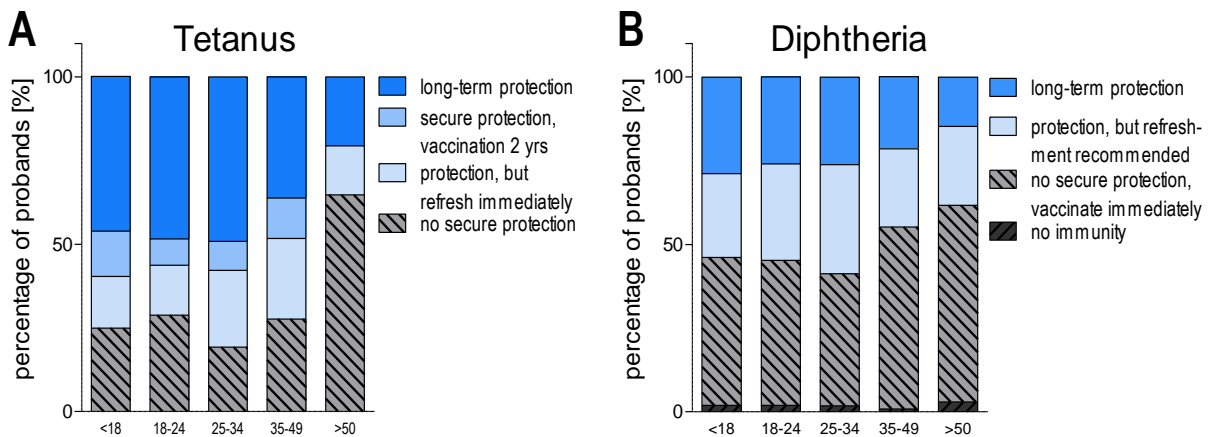 A
Tetanus
percentage of probands [%]
100
50
0
<18 18-24 25-34 35-49 >50
long-term protection
secure protection,
vaccination 2 yrs
protection, but
refresh immediately
no secure protection
B
Diphtheria
percentage of probands [%]
100
50
0
<18 18-24 25-34 35-49 >50
long-term protection
protection, but refresh-
ment recommended
no secure protection,
vaccinate immediately
no immunity